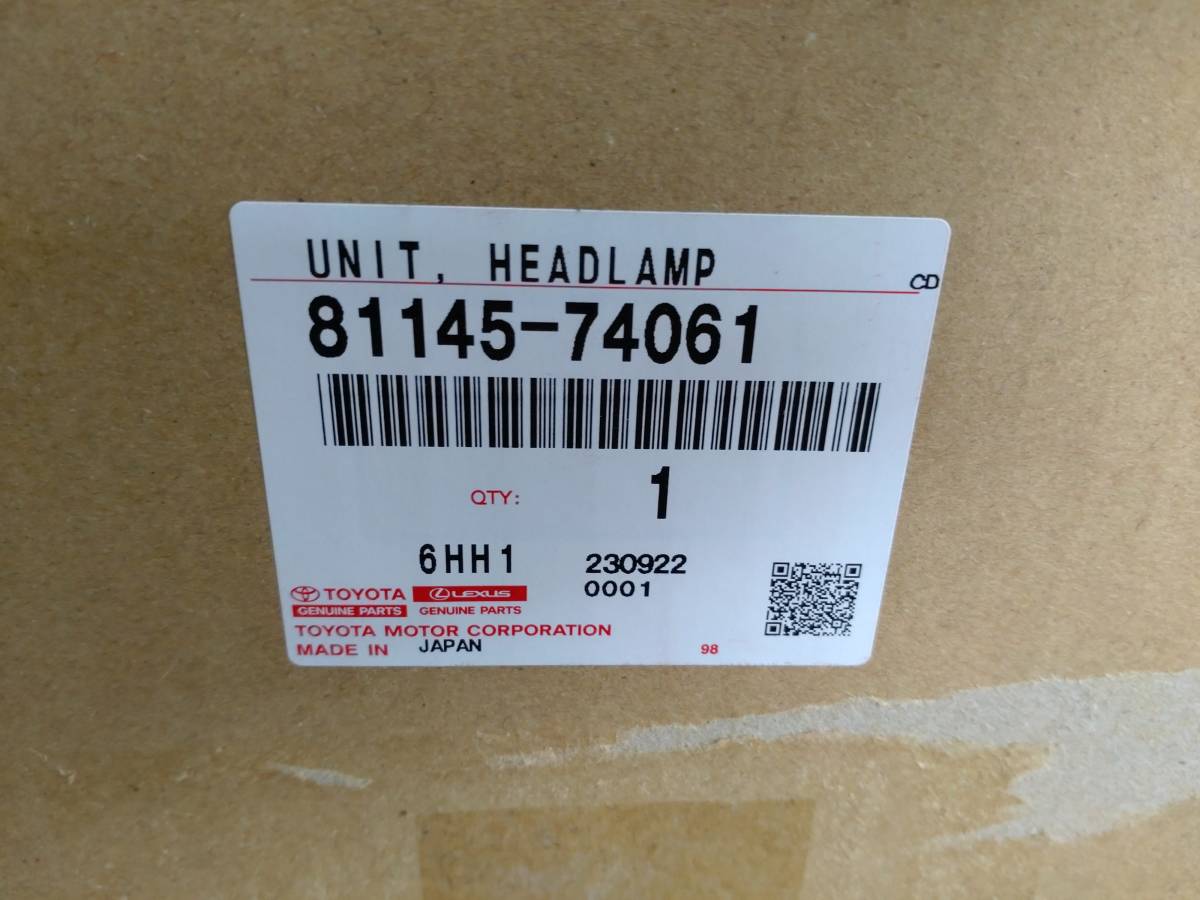 UNIT, HEADLAMP
CD
81145-74061
QTY: 1
6HH1 230922
0001
TOYOTA LEXUS
GENUINE PARTS GENUINE PARTS
TOYOTA MOTOR CORPORATION
MADE IN JAPAN 98